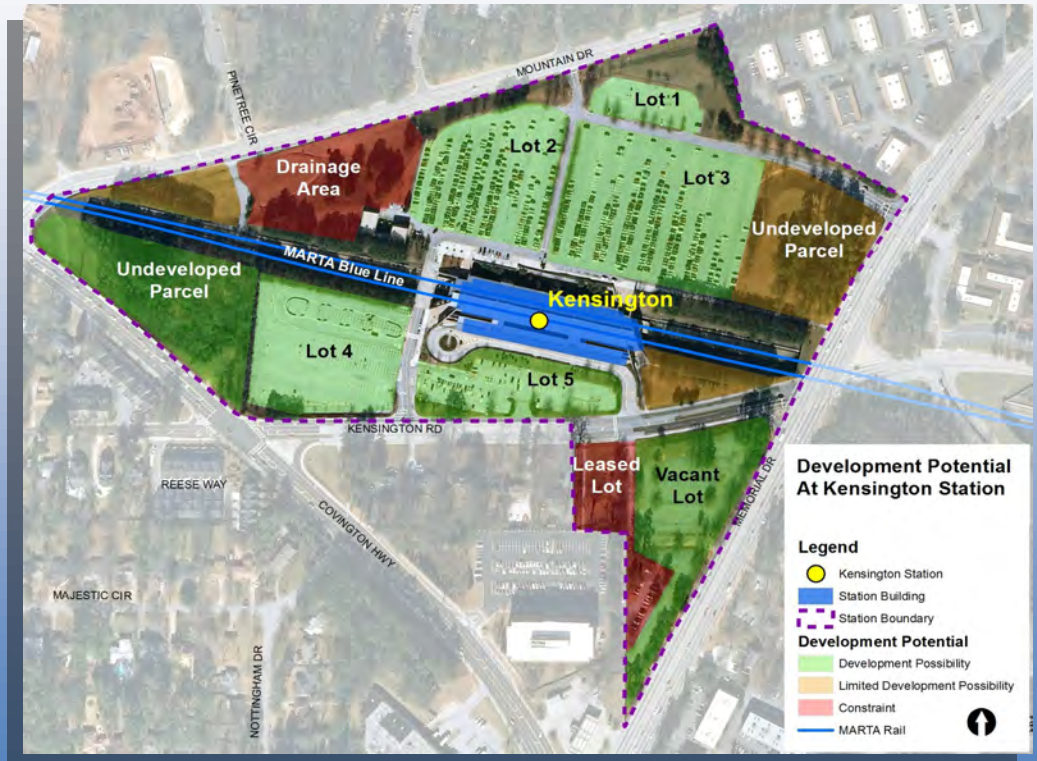 MOUNTAIN DR
PINETREE CIR
Lot 1
Lot 2
Lot 3
Drainage
Area
Undeveloped
Parcel
MARTA Blue Line
Undeveloped
Parcel
Kensington
Lot 4
Lot 5
KENSINGTON RD
Leased
Lot
Vacant
Lot
REESE WAY
COVINGTON HWY
MEMORIAL DR
MAJESTIC CIR
NOTTINGHAM DR
Development Potential
At Kensington Station
Legend
Kensington Station
Station Building
Station Boundary
Development Potential
Development Possibility
Limited Development Possibility
Constraint
MARTA Rail